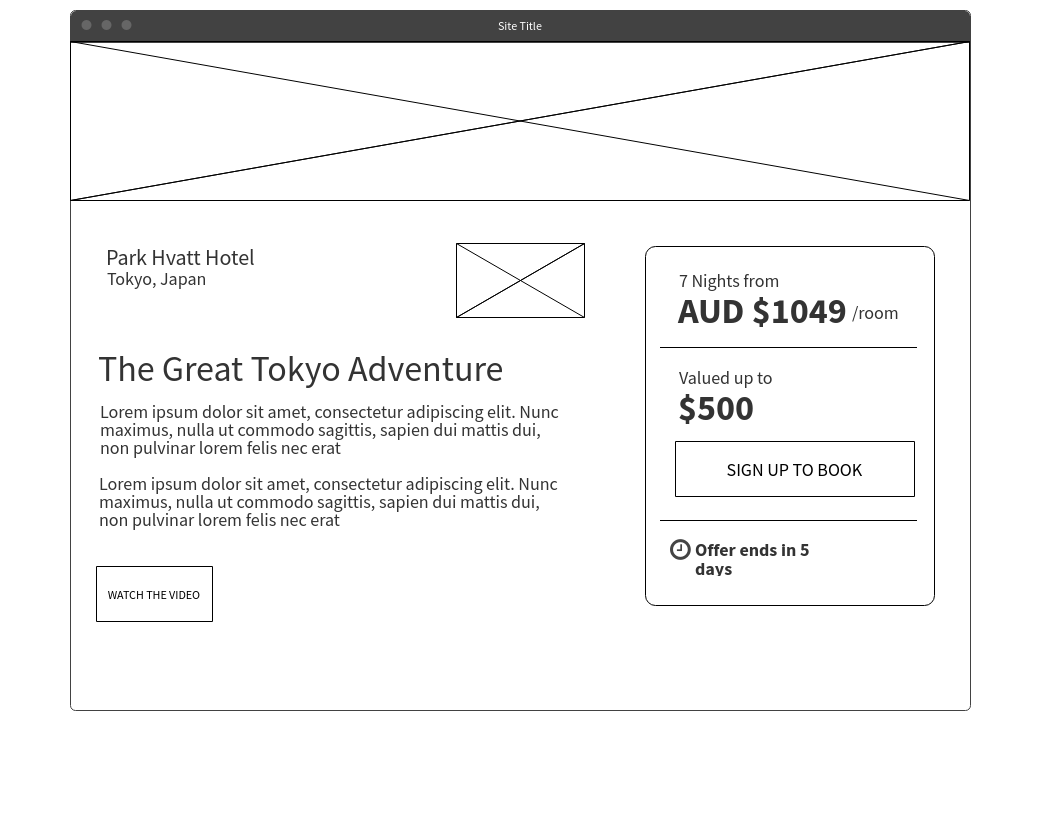 Site Title
Park Hvatt Hotel
Tokyo, Japan
The Great Tokyo Adventure
Lorem ipsum dolor sit amet, consectetur adipiscing elit. Nunc
maximus, nulla ut commodo sagittis, sapien dui mattis dui,
non pulvinar lorem felis nec erat
Lorem ipsum dolor sit amet, consectetur adipiscing elit. Nunc
maximus, nulla ut commodo sagittis, sapien dui mattis dui,
non pulvinar lorem felis nec erat
WATCH THE VIDEO
7 Nights from
AUD $1049 /room
Valued up to
$500
SIGN UP TO BOOK
Offer ends in 5
days